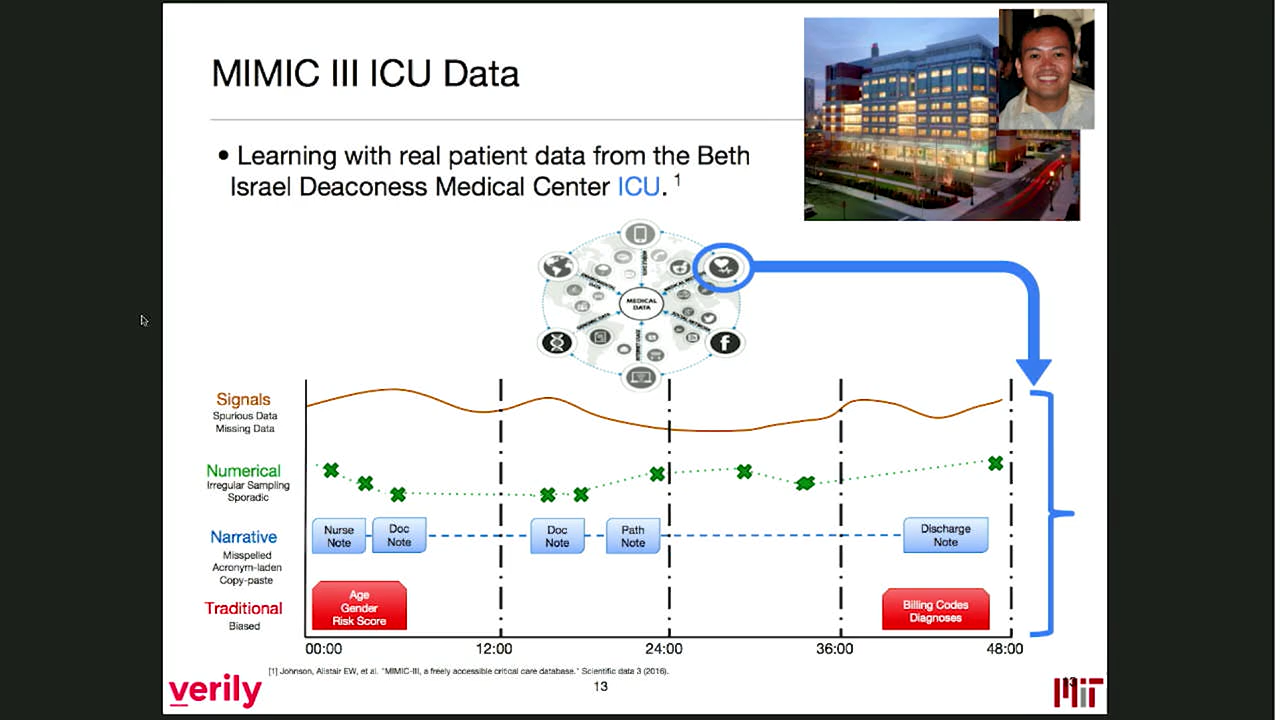 MIMIC III ICU Data
• Learning with real patient data from the Beth
Israel Deaconess Medical Center ICU. 1
MEDICAL
DATA
Signals
Spurious Data
Missing Data
Numerical
Irregular Sampling
Sporadic
Narrative
Misspelled
Acronym-laden
Copy-paste
Traditional
Biased
Nurse
Note
Doc
Note
Doc
Note
Path
Note
Discharge
Note
Age
Gender
Risk Score
Billing Codes
Diagnoses
00:00
12:00
24:00
36:00
48:00
[1] Johnson, Alistair EW, et al. "MIMIC-III, a freely accessible critical care database." Scientific data 3 (2016).
verily
13
13
MIT